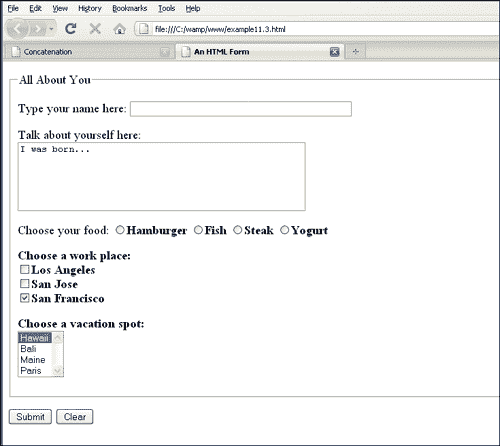 File Edit View History Bookmarks Tools Help
file:///C:/wamp/www/example11.3.html
Concatenation An HTML Form
All About You
Type your name here:
Talk about yourself here:
I was born...
Choose your food: Hamburger Fish Steak Yogurt
Choose a work place:
Los Angeles
San Jose
San Francisco
Choose a vacation spot:
Hawaii
Bali
Maine
Paris
Submit Clear